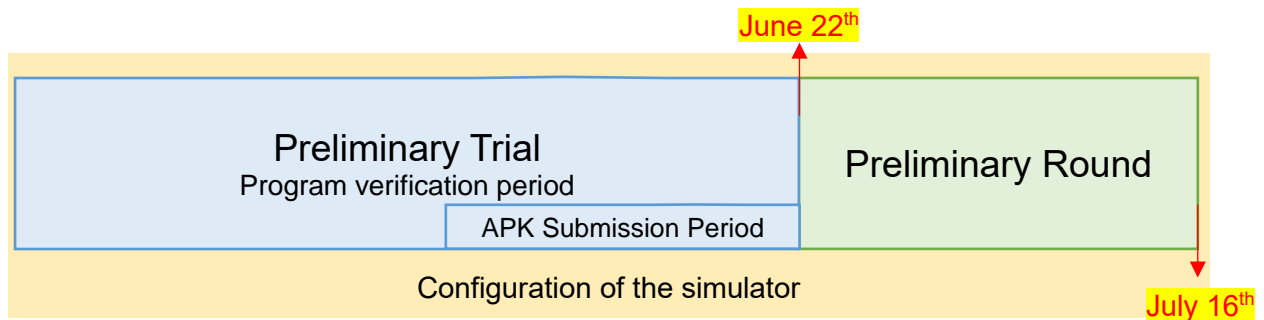 June 22th
Preliminary Trial
Program verification period
Preliminary Round
APK Submission Period
Configuration of the simulator
July 16th